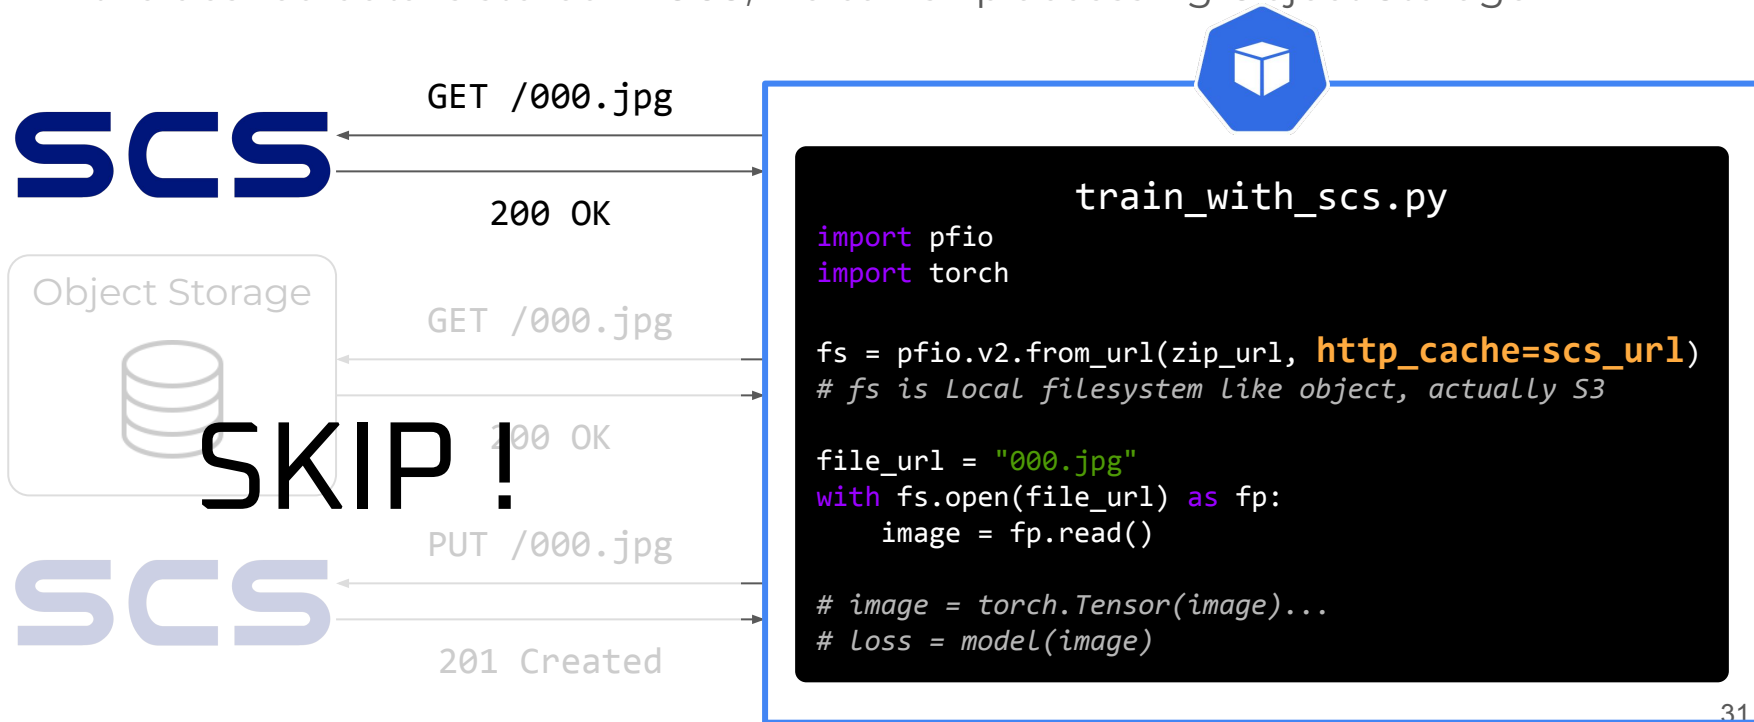 GET /000.jpg
SCS
200 OK
Object Storage
GET /000.jpg
200 OK
SKIP !
PUT /000.jpg
SCS
201 Created
train_with_scs.py
import pfio
import torch
fs = pfio.v2.from_url(zip_url, http_cache=scs_url)
# fs is Local filesystem like object, actually S3
file_url = "000.jpg"
with fs.open(file_url) as fp:
    image = fp.read()
# image = torch.Tensor(image)...
# loss = model(image)
31